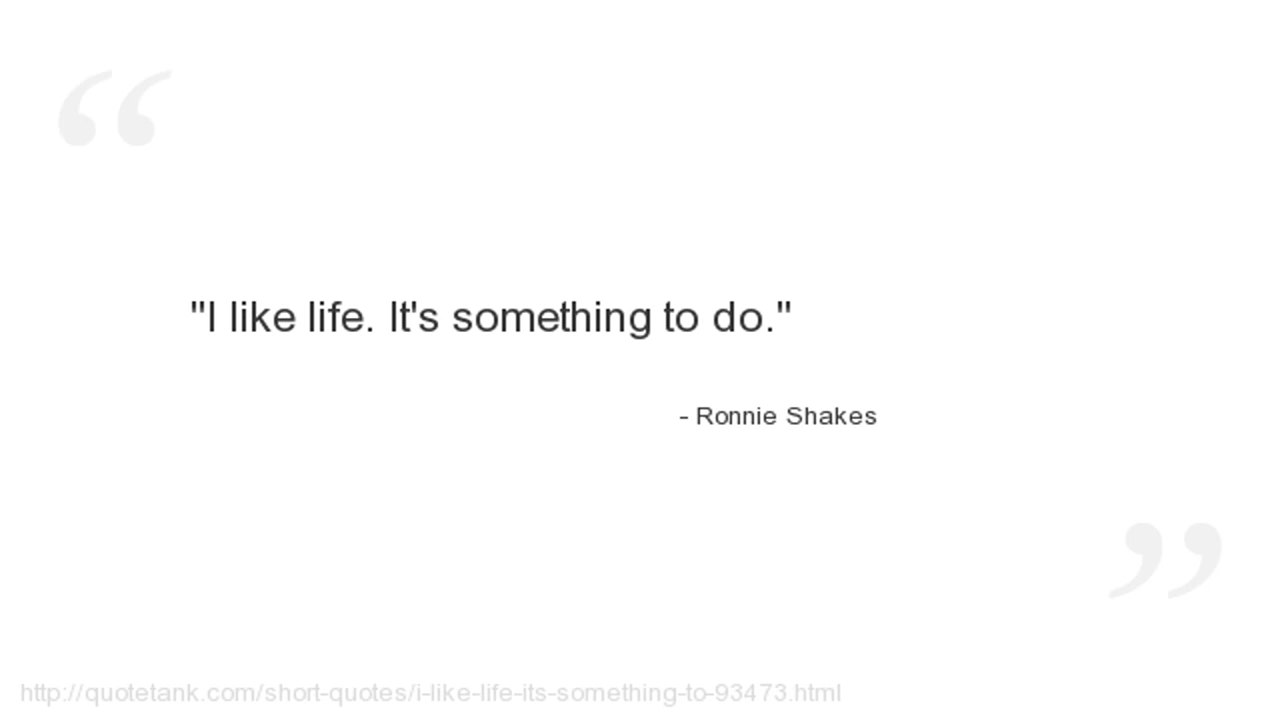 "I like life. It's something to do."
- Ronnie Shakes
http://quotetank.com/short-quotes/i-like-life-its-something-to-93473.html